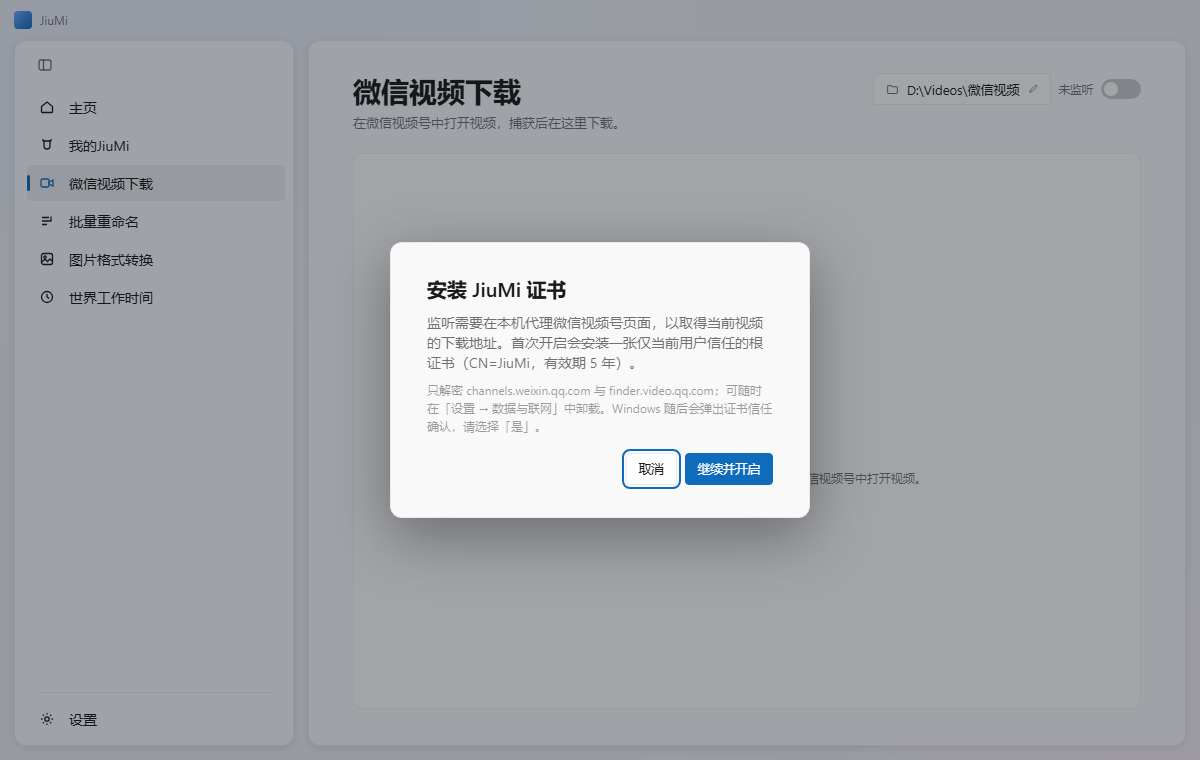 JiuMi
主页
我的JiuMi
微信视频下载
批量重命名
图片格式转换
世界工作时间
设置
微信视频下载
在微信视频号中打开视频，捕获后在这里下载。
D:\Videos\微信视频
未监听
信视频号中打开视频。
安装 JiuMi 证书
监听需要在本机代理微信视频号页面，以取得当前视频
的下载地址。首次开启会安装一张仅当前用户信任的根
证书（CN=JiuMi，有效期 5 年）。
只解密 channels.weixin.qq.com 与 finder.video.qq.com；可随时
在「设置 → 数据与联网」中卸载。Windows 随后会弹出证书信任
确认，请选择「是」。
取消
继续并开启